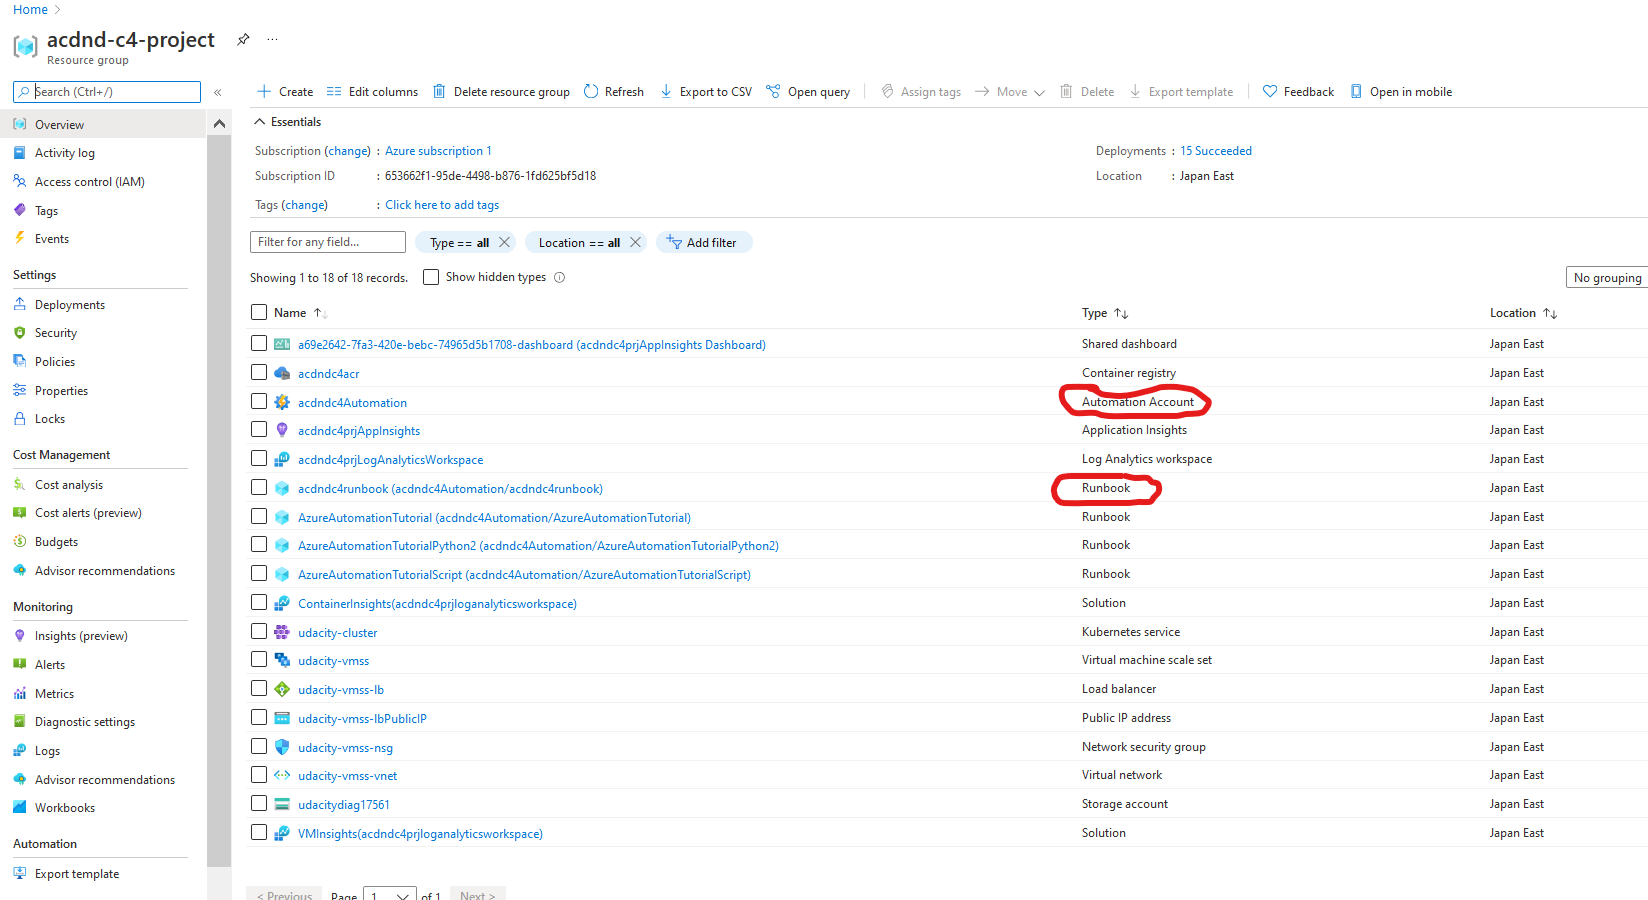 Home >
acdnd-c4-project ...
Resource group
Search (Ctrl+/) «
Create Edit columns Delete resource group Refresh Export to CSV Open query Assign tags Move Delete Export template Feedback Open in mobile
Overview
Activity log
Access control (IAM)
Tags
Events
Settings
Deployments
Security
Policies
Properties
Locks
Cost Management
Cost analysis
Cost alerts (preview)
Budgets
Advisor recommendations
Monitoring
Insights (preview)
Alerts
Metrics
Diagnostic settings
Logs
Advisor recommendations
Workbooks
Automation
Export template
Essentials
Subscription (change) : Azure subscription 1
Subscription ID : 653662f1-95de-4498-b876-1fd625bf5d18
Tags (change) : Click here to add tags
Deployments : 15 Succeeded
Location : Japan East
Filter for any field... Type == all Location == all Add filter
Showing 1 to 18 of 18 records. Show hidden types No grouping
Name Type Location
a69e2642-7fa3-420e-bebc-74965d5b1708-dashboard (acdndc4prjAppInsights Dashboard) Shared dashboard Japan East
acdndc4acr Container registry Japan East
acdndc4Automation Automation Account Japan East
acdndc4prjAppInsights Application Insights Japan East
acdndc4prjLogAnalyticsWorkspace Log Analytics workspace Japan East
acdndc4runbook (acdndc4Automation/acdndc4runbook) Runbook Japan East
AzureAutomationTutorial (acdndc4Automation/AzureAutomationTutorial) Runbook Japan East
AzureAutomationTutorialPython2 (acdndc4Automation/AzureAutomationTutorialPython2) Runbook Japan East
AzureAutomationTutorialScript (acdndc4Automation/AzureAutomationTutorialScript) Runbook Japan East
ContainerInsights(acdndc4prjloganalyticsworkspace) Solution Japan East
udacity-cluster Kubernetes service Japan East
udacity-vmss Virtual machine scale set Japan East
udacity-vmss-lb Load balancer Japan East
udacity-vmss-lbPublicIP Public IP address Japan East
udacity-vmss-nsg Network security group Japan East
udacity-vmss-vnet Virtual network Japan East
udacitydiag17561 Storage account Japan East
VMInsights(acdndc4prjloganalyticsworkspace) Solution Japan East
< Previous Page 1 of 1 Next >